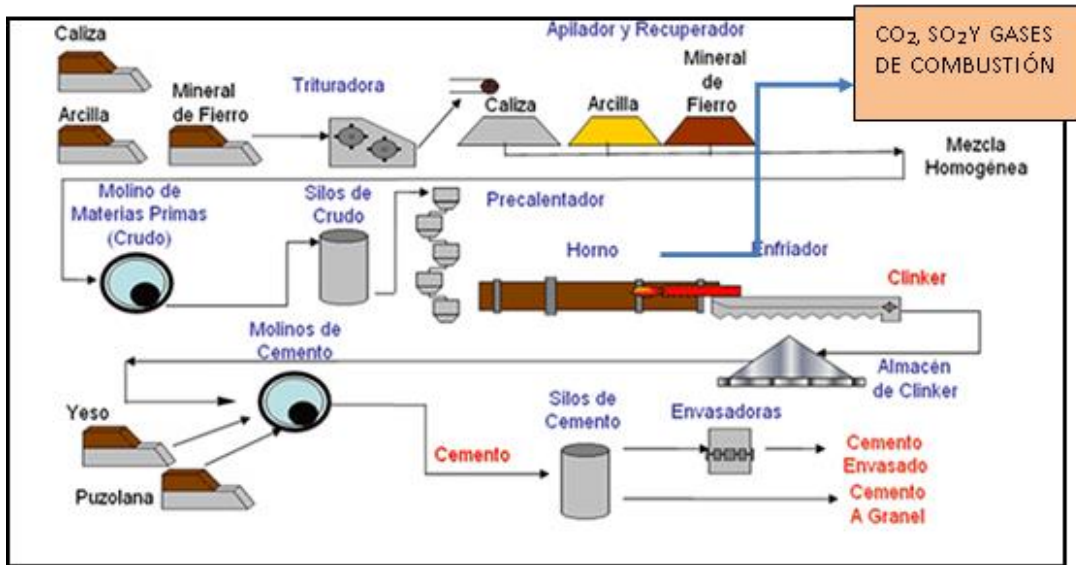 Caliza
Apilador y Recuperador
CO₂, SO₂Y GASES
DE COMBUSTIÓN
Arcilla
Mineral
de Fierro
Trituradora
Caliza
Arcilla
Mineral
de
Fierro
Mezcla
Homogénea
Molino de
Materias Primas
(Crudo)
Silos de
Crudo
Precalentador
Horno
Enfriador
Clinker
Molinos de
Cemento
Almacén
de Clinker
Yeso
Puzolana
Cemento
Silos de
Cemento
Envasadoras
Cemento
Envasado
Cemento
A Granel